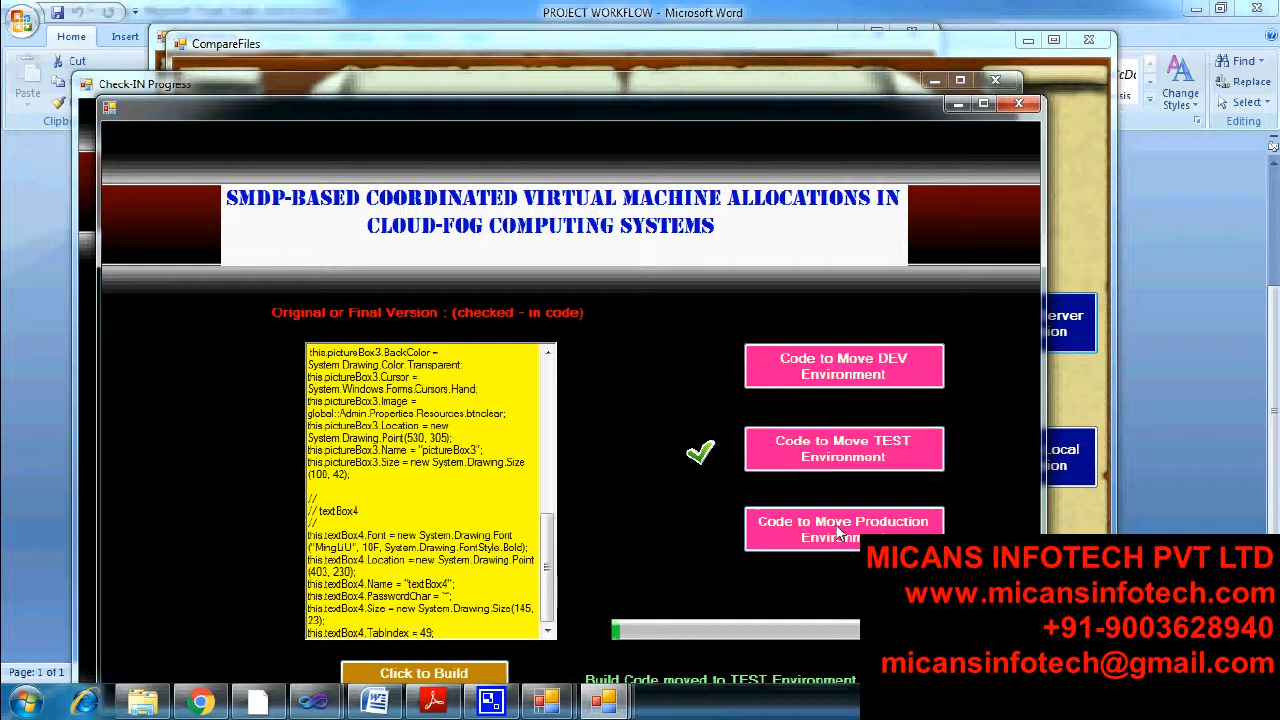 PROJECT WORKFLOW - Microsoft Word
Home
Insert
CompareFiles
Cut
Paste
Check-IN Progress
Find
Replace
Select
Change
Styles
Editing
SMDP-BASED COORDINATED VIRTUAL MACHINE ALLOCATIONS IN
CLOUD-FOG COMPUTING SYSTEMS
Original or Final Version : (checked - in code)
this.pictureBox3.BackColor =
System.Drawing.Color.Transparent;
this.pictureBox3.Cursor =
System.Windows.Forms.Cursors.Hand;
this.pictureBox3.Image =
global::Admin.Properties.Resources.btnclear;
this.pictureBox3.Location = new
System.Drawing.Point(530, 305);
this.pictureBox3.Name = "pictureBox3";
this.pictureBox3.Size = new System.Drawing.Size
(100, 42);
//
// textBox4
//
this.textBox4.Font = new System.Drawing.Font
("MingLiU", 10F, System.Drawing.FontStyle.Bold);
this.textBox4.Location = new System.Drawing.Point
(403, 230);
this.textBox4.Name = "textBox4";
this.textBox4.PasswordChar = '*';
this.textBox4.Size = new System.Drawing.Size(145,
23);
this.textBox4.TabIndex = 49;
Click to Build
Code to Move DEV
Environment
Code to Move TEST
Environment
Code to Move Production
Build Code moved to TEST Environment
erver
ion
Local
ion
Page: 1 of 1
MICANS INFOTECH PVT LTD
www.micansinfotech.com
+91-9003628940
micansinfotech@gmail.com